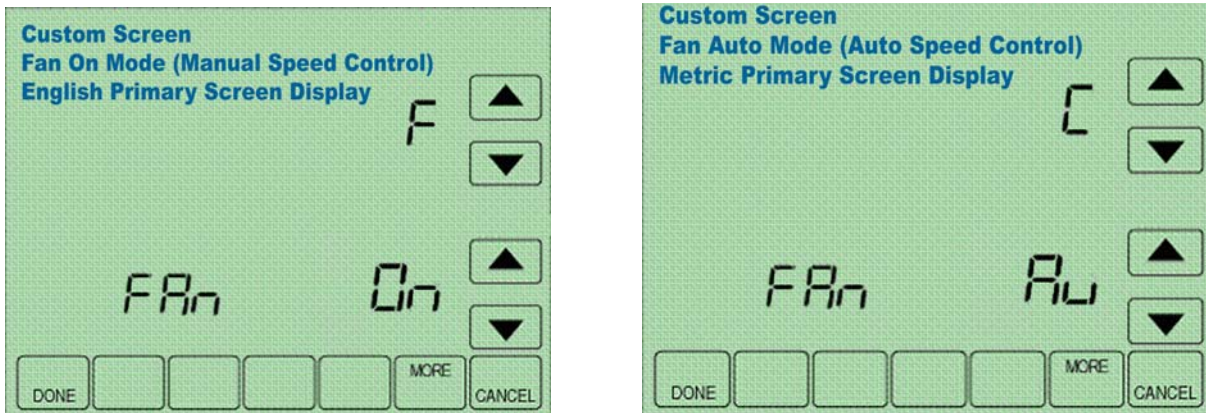 Custom Screen
Fan On Mode (Manual Speed Control)
English Primary Screen Display
F
FAn On
MORE
DONE CANCEL
Custom Screen
Fan Auto Mode (Auto Speed Control)
Metric Primary Screen Display
C
FAn Au
MORE
DONE CANCEL